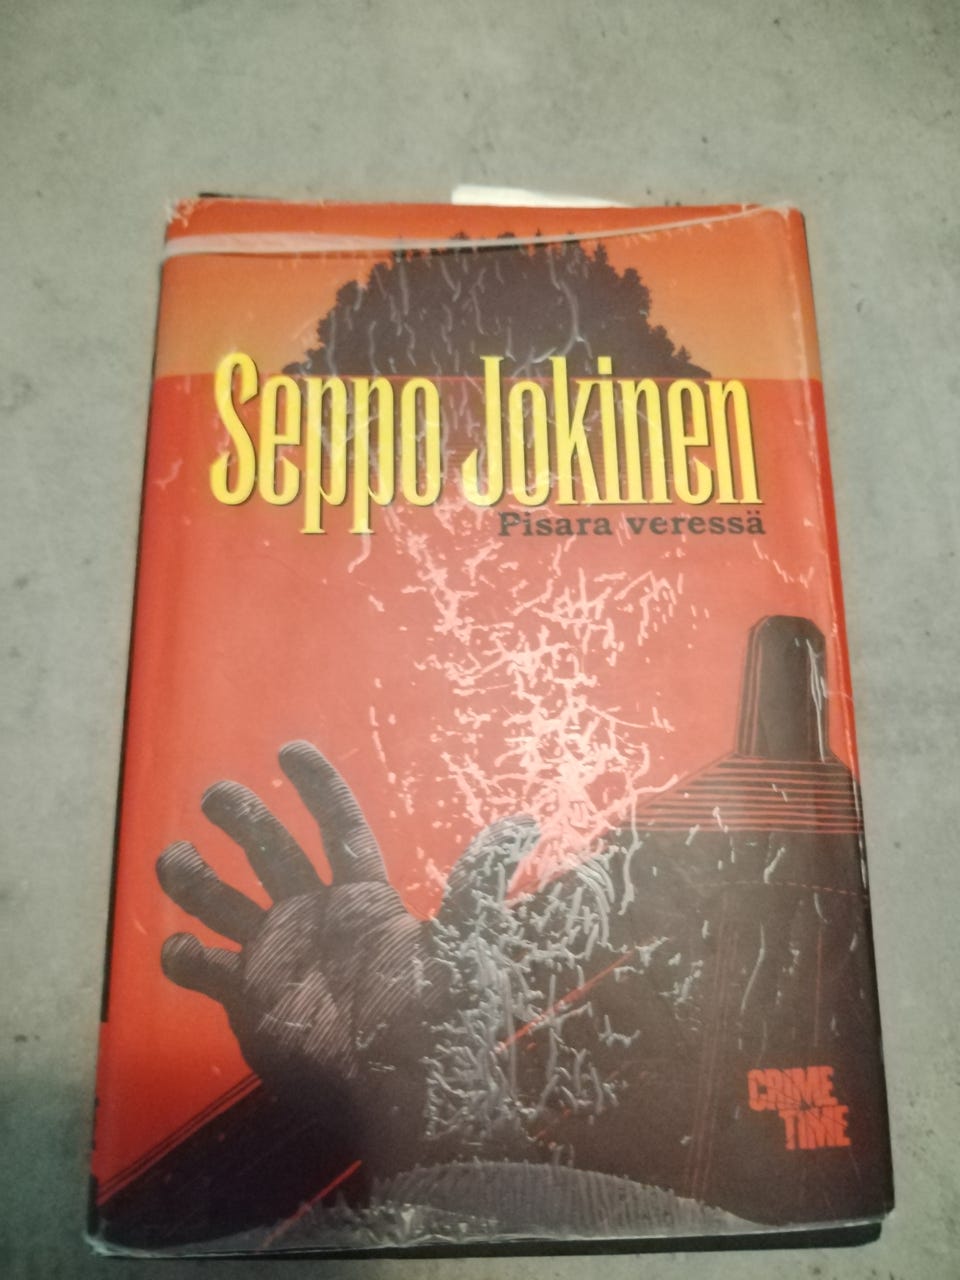 Seppo Jokinen
Pisara veressä
CRIME
TIME